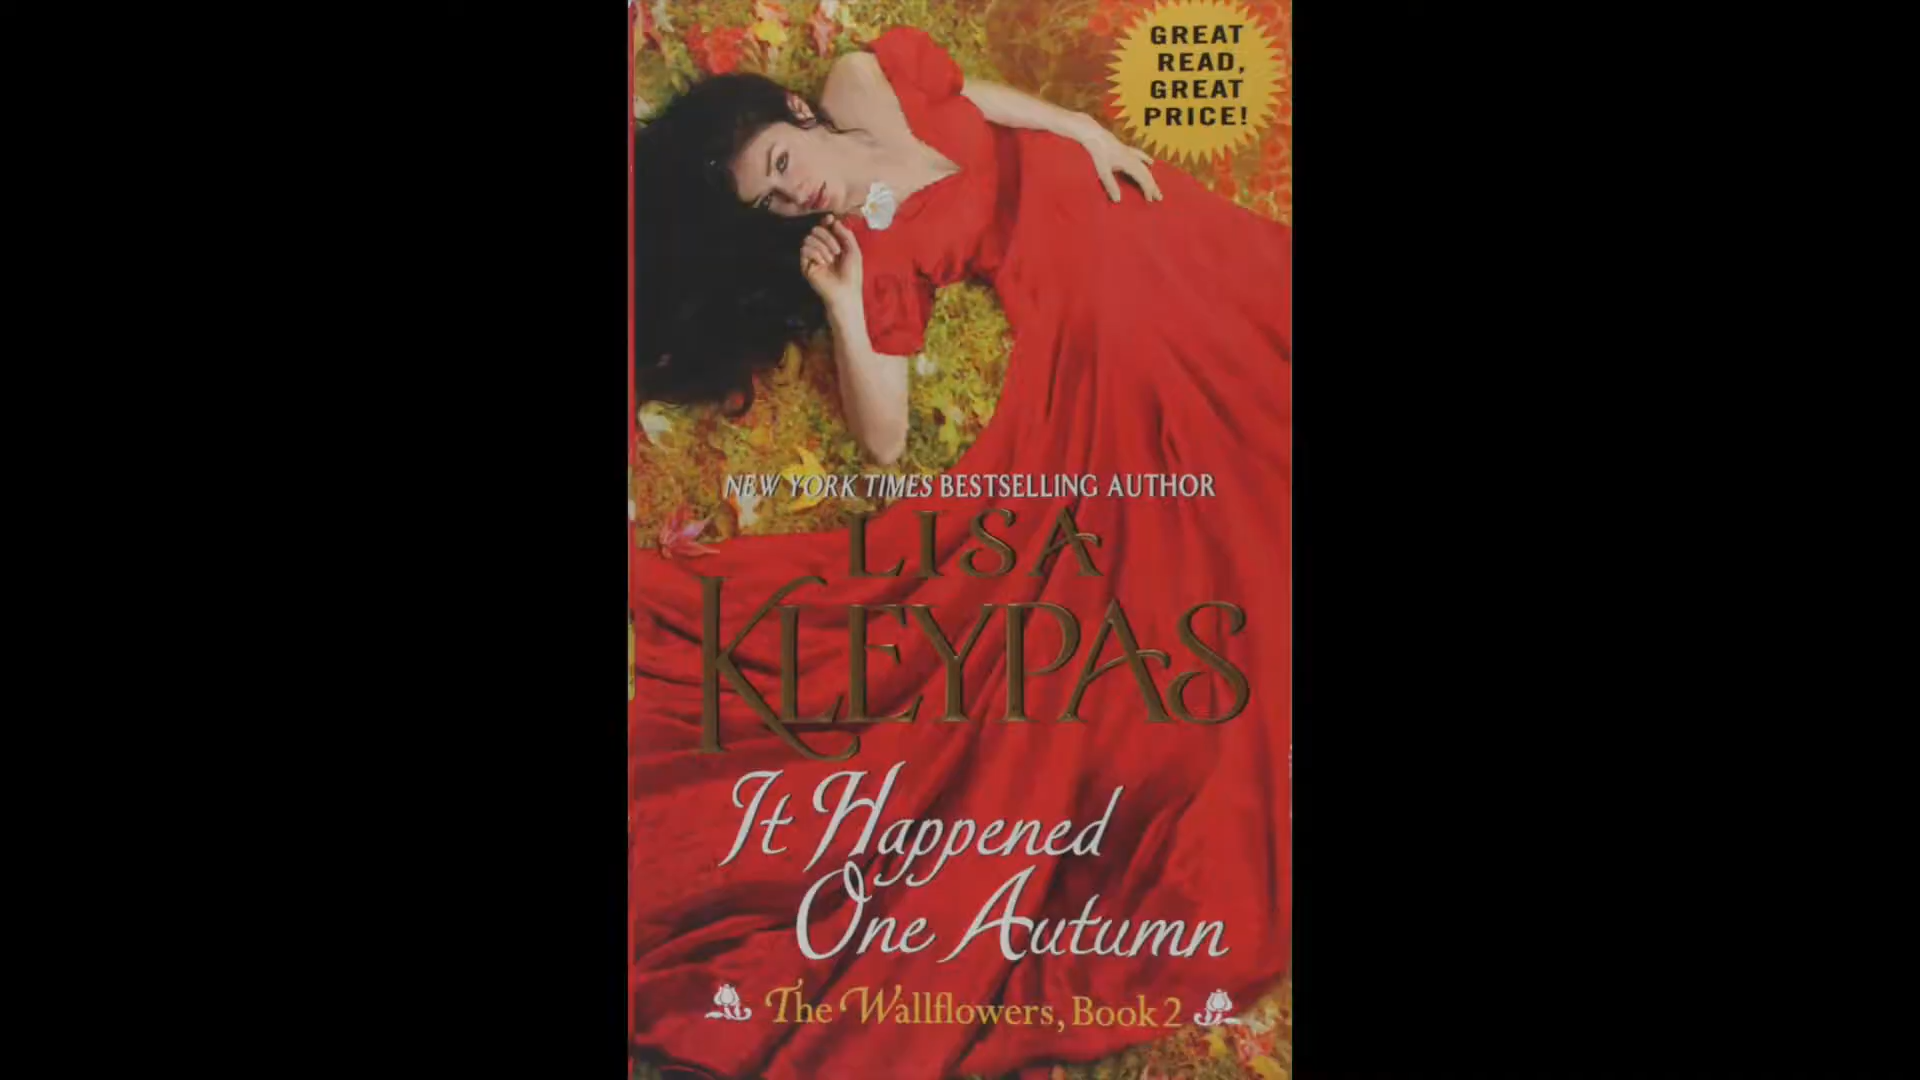 GREAT
READ,
GREAT
PRICE!
NEW YORK TIMES BESTSELLING AUTHOR
LISA
KLEYPAS
It Happened
One Autumn
The Wallflowers, Book 2